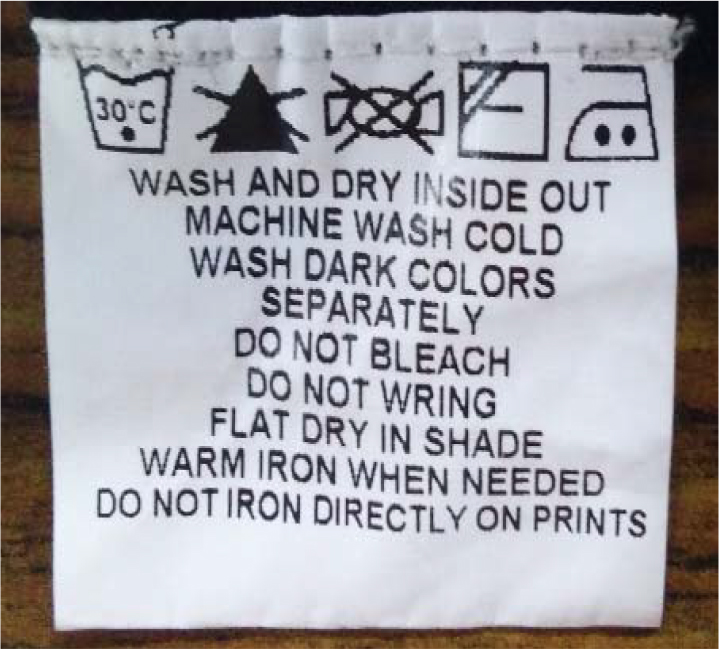 30°C
WASH AND DRY INSIDE OUT
MACHINE WASH COLD
WASH DARK COLORS
SEPARATELY
DO NOT BLEACH
DO NOT WRING
FLAT DRY IN SHADE
WARM IRON WHEN NEEDED
DO NOT IRON DIRECTLY ON PRINTS